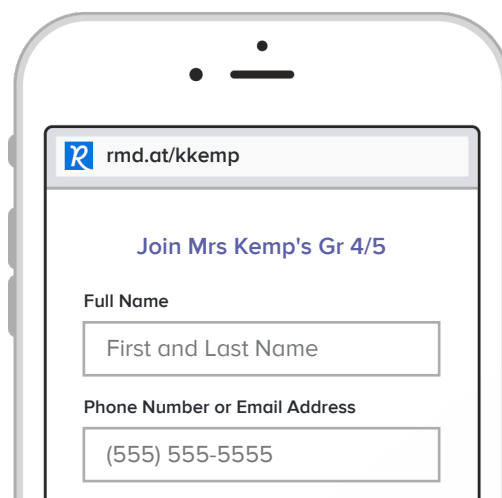 rmd.at/kkemp
Join Mrs Kemp's Gr 4/5
Full Name
First and Last Name
Phone Number or Email Address
(555) 555-5555